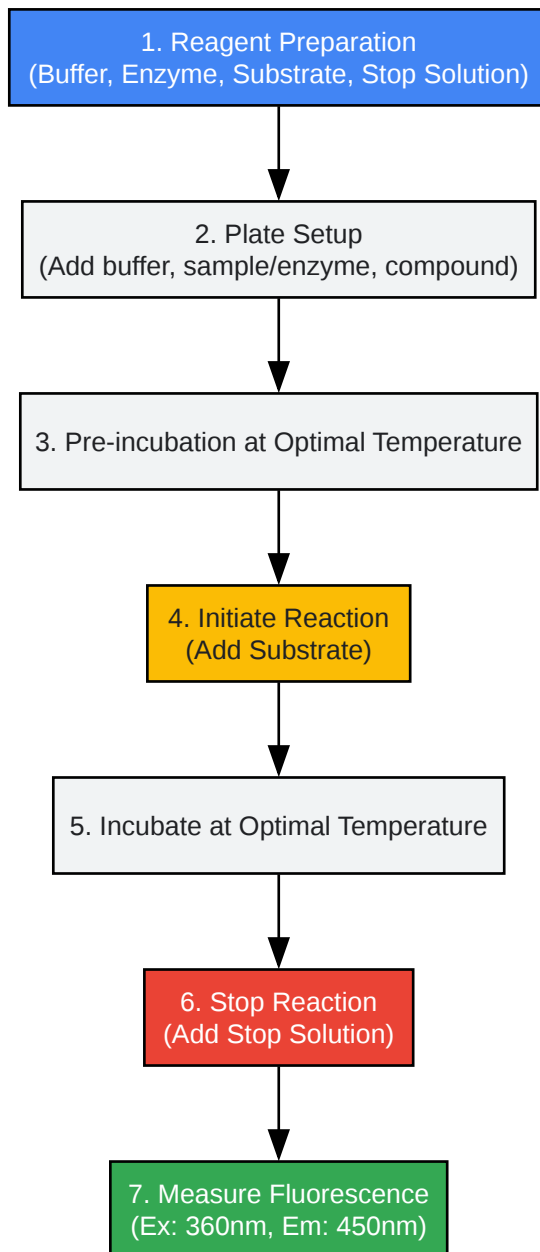 1. Reagent Preparation
(Buffer, Enzyme, Substrate, Stop Solution)
2. Plate Setup
(Add buffer, sample/enzyme, compound)
3. Pre-incubation at Optimal Temperature
4. Initiate Reaction
(Add Substrate)
5. Incubate at Optimal Temperature
6. Stop Reaction
(Add Stop Solution)
7. Measure Fluorescence
(Ex: 360nm, Em: 450nm)